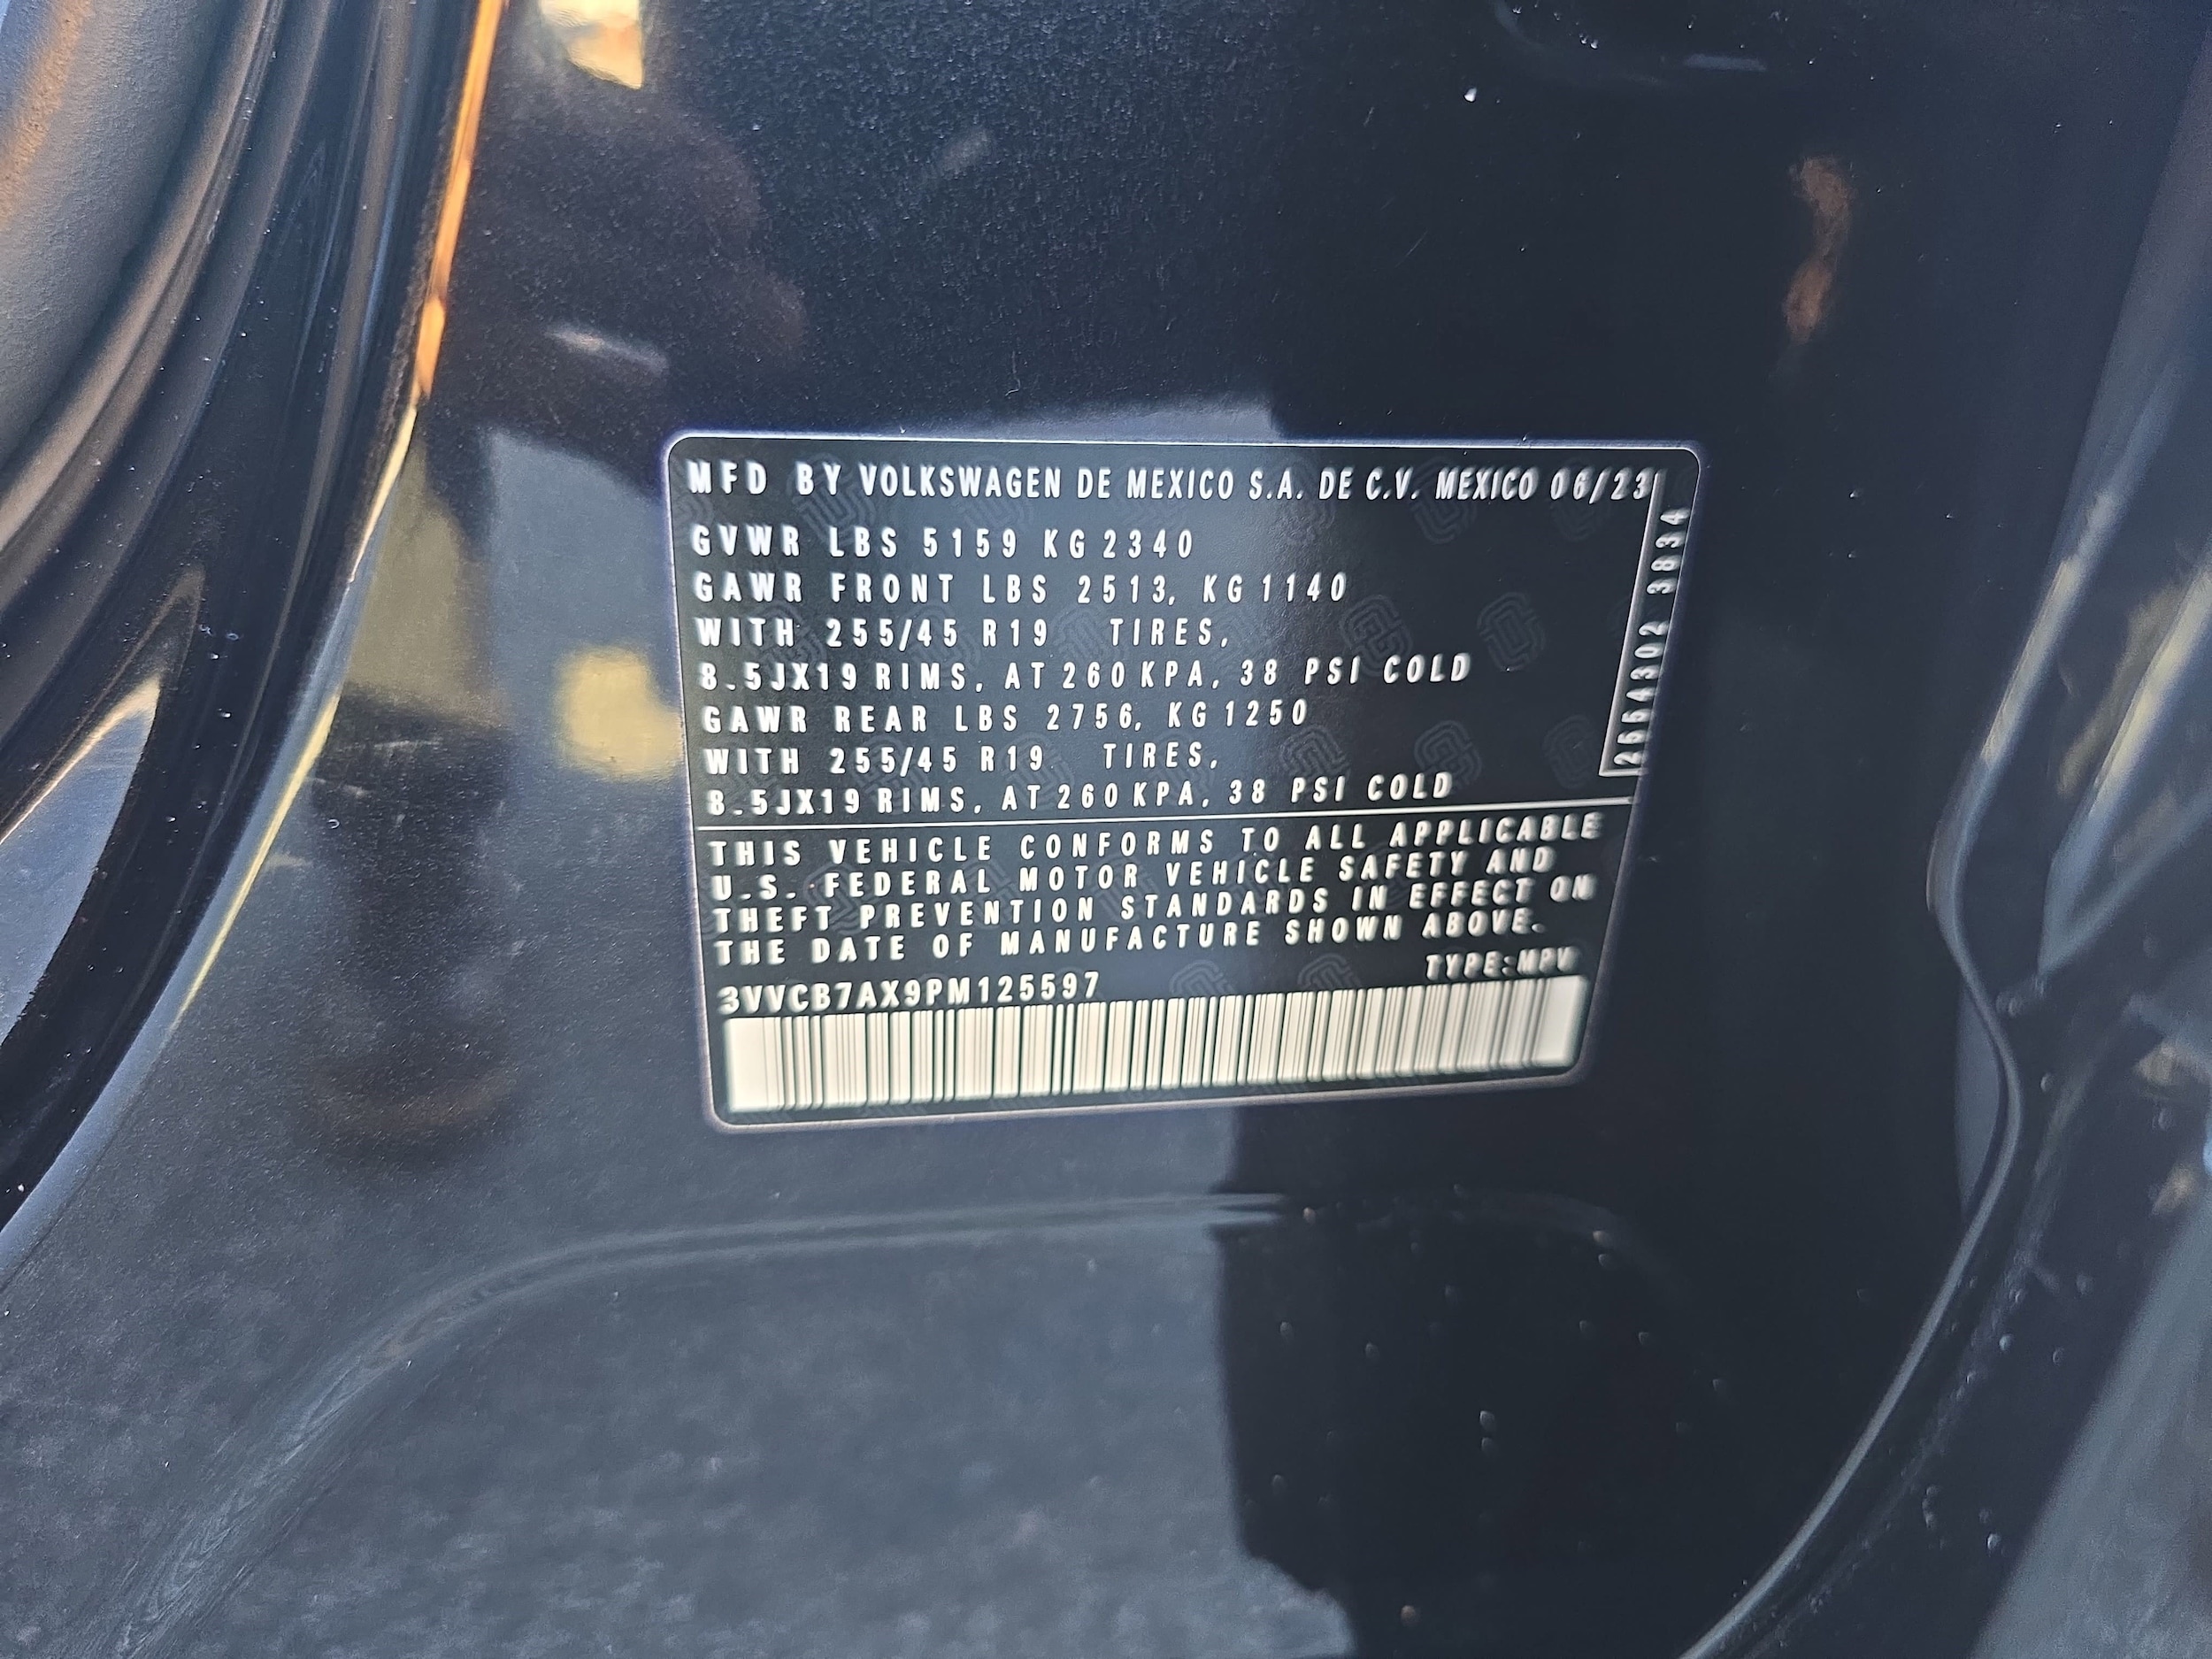 MFD BY VOLKSWAGEN DE MEXICO S.A. DE C.V. MEXICO 06/23
GVWR LBS 5159 KG 2340
GAWR FRONT LBS 2513, KG 1140
WITH 255/45 R19 TIRES,
8.5JX19 RIMS, AT 260 KPA, 38 PSI COLD
GAWR REAR LBS 2756, KG 1250
WITH 255/45 R19 TIRES,
8.5JX19 RIMS, AT 260 KPA, 38 PSI COLD
2564302 3834
THIS VEHICLE CONFORMS TO ALL APPLICABLE
U.S. FEDERAL MOTOR VEHICLE SAFETY AND
THEFT PREVENTION STANDARDS IN EFFECT ON
THE DATE OF MANUFACTURE SHOWN ABOVE.
TYPE:MPV
3VVCB7AX9PM125597